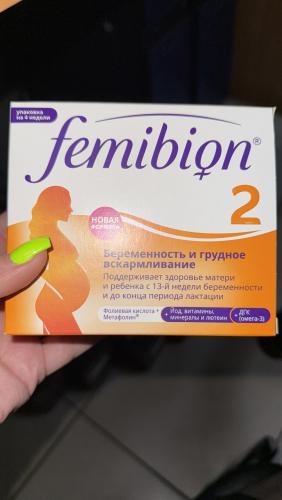 упаковка
на 4 недели
femibion®
2
НОВАЯ
ФОРМУЛА
Беременность и грудное
вскармливание
Поддерживает здоровье матери
и ребенка с 13-й недели беременности
и до конца периода лактации
Фолиевая кислота +
Метафолин®
+ Йод, витамины,
минералы и лютеин
+ ДГК
(омега-3)